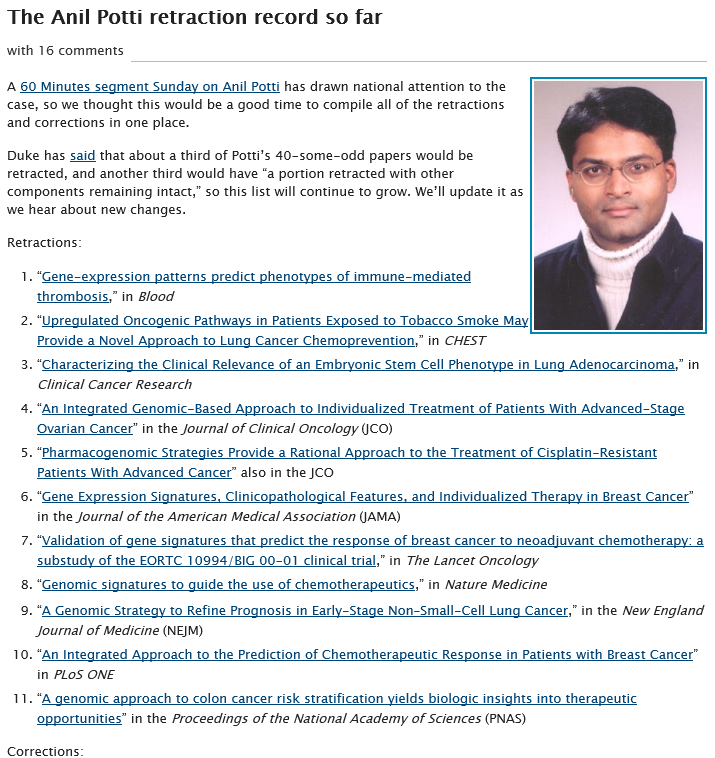 The Anil Potti retraction record so far
with 16 comments
A 60 Minutes segment Sunday on Anil Potti has drawn national attention to the
case, so we thought this would be a good time to compile all of the retractions
and corrections in one place.
Duke has said that about a third of Potti's 40-some-odd papers would be
retracted, and another third would have “a portion retracted with other
components remaining intact,” so this list will continue to grow. We'll update it as
we hear about new changes.
Retractions:
1. “Gene-expression patterns predict phenotypes of immune-mediated
thrombosis,” in Blood
2. “Upregulated Oncogenic Pathways in Patients Exposed to Tobacco Smoke May
Provide a Novel Approach to Lung Cancer Chemoprevention,” in CHEST
3. “Characterizing the Clinical Relevance of an Embryonic Stem Cell Phenotype in Lung Adenocarcinoma,” in
Clinical Cancer Research
4. “An Integrated Genomic-Based Approach to Individualized Treatment of Patients With Advanced-Stage
Ovarian Cancer” in the Journal of Clinical Oncology (JCO)
5. “Pharmacogenomic Strategies Provide a Rational Approach to the Treatment of Cisplatin-Resistant
Patients With Advanced Cancer” also in the JCO
6. “Gene Expression Signatures, Clinicopathological Features, and Individualized Therapy in Breast Cancer”
in the Journal of the American Medical Association (JAMA)
7. “Validation of gene signatures that predict the response of breast cancer to neoadjuvant chemotherapy: a
substudy of the EORTC 10994/BIG 00-01 clinical trial,” in The Lancet Oncology
8. “Genomic signatures to guide the use of chemotherapeutics,” in Nature Medicine
9. “A Genomic Strategy to Refine Prognosis in Early-Stage Non-Small-Cell Lung Cancer,” in the New England
Journal of Medicine (NEJM)
10. “An Integrated Approach to the Prediction of Chemotherapeutic Response in Patients with Breast Cancer”
in PLoS ONE
11. “A genomic approach to colon cancer risk stratification yields biologic insights into therapeutic
opportunities” in the Proceedings of the National Academy of Sciences (PNAS)
Corrections: